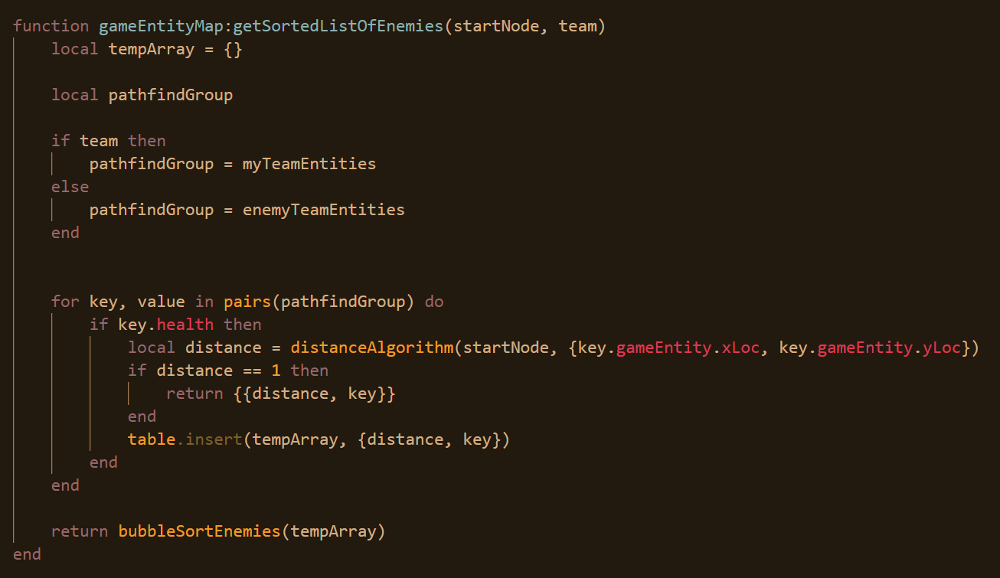 function gameEntityMap:getSortedListOfEnemies(startNode, team)
    local tempArray = {}

    local pathfindGroup

    if team then
        pathfindGroup = myTeamEntities
    else
        pathfindGroup = enemyTeamEntities
    end


    for key, value in pairs(pathfindGroup) do
        if key.health then
            local distance = distanceAlgorithm(startNode, {key.gameEntity.xLoc, key.gameEntity.yLoc})
            if distance == 1 then
                return {{distance, key}}
            end
            table.insert(tempArray, {distance, key})
        end
    end

    return bubbleSortEnemies(tempArray)
end